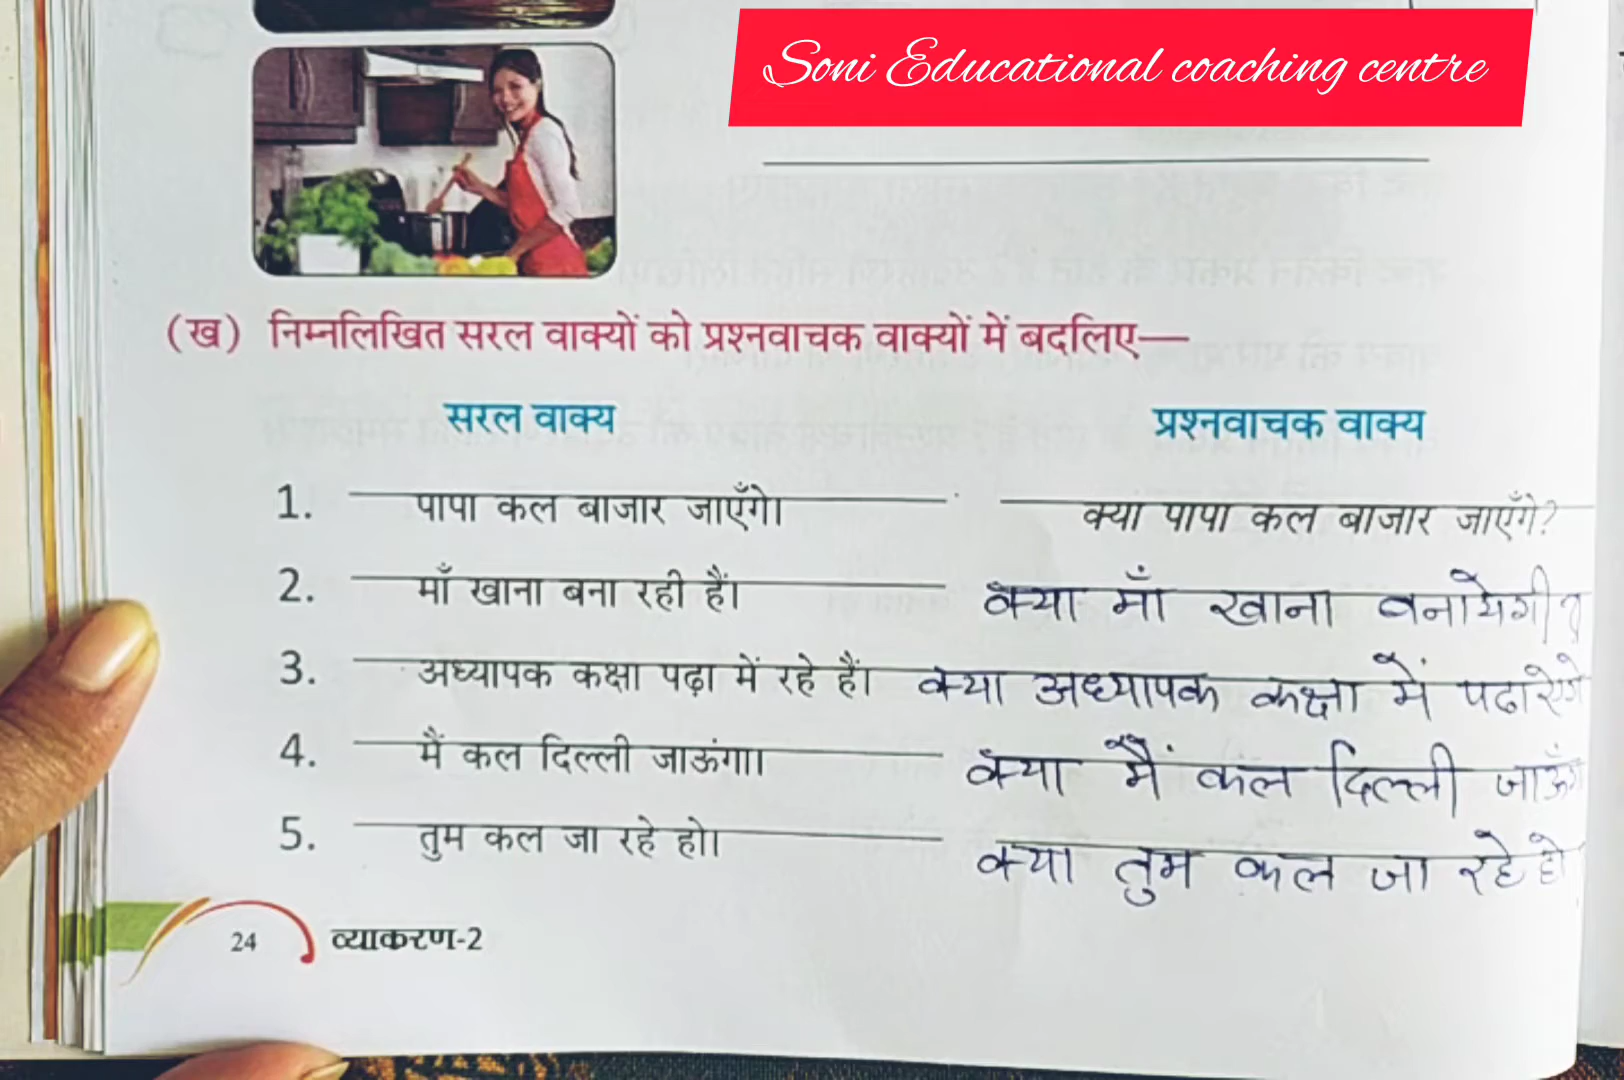 Soni Educational coaching centre
(ख) निम्नलिखित सरल वाक्यों को प्रश्नवाचक वाक्यों में बदलिए—
सरल वाक्य प्रश्नवाचक वाक्य
1. पापा कल बाजार जाएँगे। क्या पापा कल बाजार जाएँगे?
2. माँ खाना बना रही हैं। क्या माँ खाना बनायेगी?
3. अध्यापक कक्षा पढ़ा में रहे हैं। क्या अध्यापक कक्षा में पढाऐगे
4. मैं कल दिल्ली जाऊंगा। क्या मैं कल दिल्ली
5. तुम कल जा रहे हो। क्या तुम कल जा रहे हो
24 व्याकरण-2